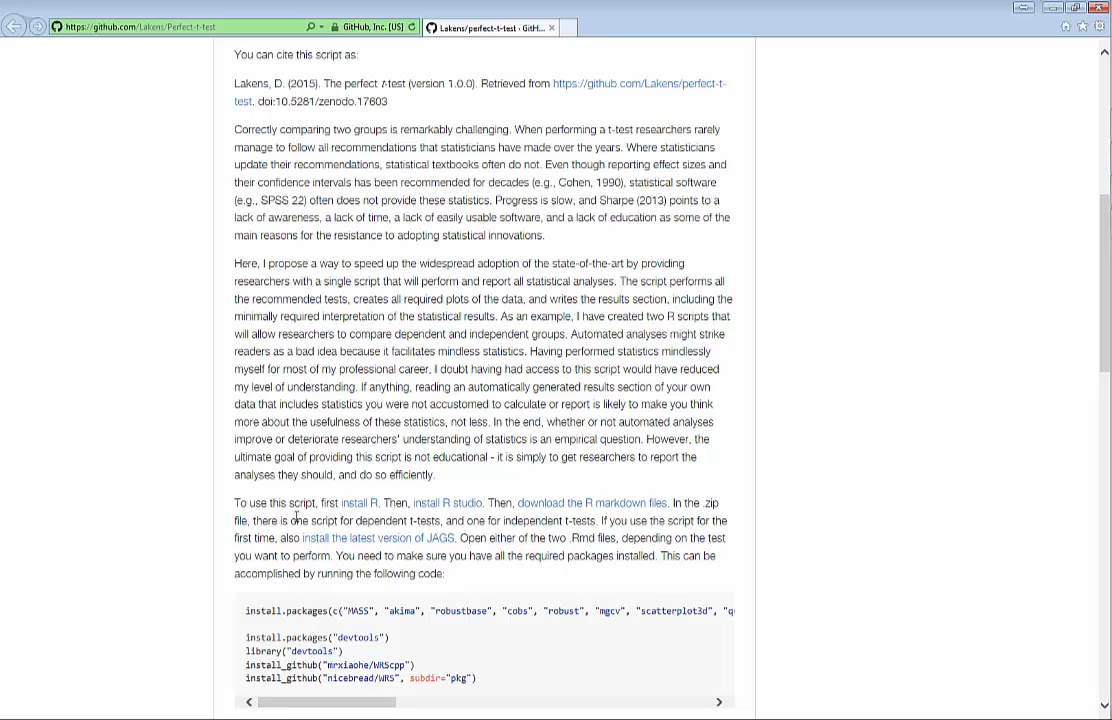 https://github.com/Lakens/Perfect-t-test
GitHub, Inc. [US]
Lakens/perfect-t-test · GitH...
You can cite this script as:
Lakens, D. (2015). The perfect t-test (version 1.0.0). Retrieved from https://github.com/Lakens/perfect-t-
test. doi:10.5281/zenodo.17603
Correctly comparing two groups is remarkably challenging. When performing a t-test researchers rarely
manage to follow all recommendations that statisticians have made over the years. Where statisticians
update their recommendations, statistical textbooks often do not. Even though reporting effect sizes and
their confidence intervals has been recommended for decades (e.g., Cohen, 1990), statistical software
(e.g., SPSS 22) often does not provide these statistics. Progress is slow, and Sharpe (2013) points to a
lack of awareness, a lack of time, a lack of easily usable software, and a lack of education as some of the
main reasons for the resistance to adopting statistical innovations.
Here, I propose a way to speed up the widespread adoption of the state-of-the-art by providing
researchers with a single script that will perform and report all statistical analyses. The script performs all
the recommended tests, creates all required plots of the data, and writes the results section, including the
minimally required interpretation of the statistical results. As an example, I have created two R scripts that
will allow researchers to compare dependent and independent groups. Automated analyses might strike
readers as a bad idea because it facilitates mindless statistics. Having performed statistics mindlessly
myself for most of my professional career, I doubt having had access to this script would have reduced
my level of understanding. If anything, reading an automatically generated results section of your own
data that includes statistics you were not accustomed to calculate or report is likely to make you think
more about the usefulness of these statistics, not less. In the end, whether or not automated analyses
improve or deteriorate researchers' understanding of statistics is an empirical question. However, the
ultimate goal of providing this script is not educational - it is simply to get researchers to report the
analyses they should, and do so efficiently.
To use this script, first install R. Then, install R studio. Then, download the R markdown files. In the .zip
file, there is one script for dependent t-tests, and one for independent t-tests. If you use the script for the
first time, also install the latest version of JAGS. Open either of the two .Rmd files, depending on the test
you want to perform. You need to make sure you have all the required packages installed. This can be
accomplished by running the following code:
install.packages(c("MASS", "akima", "robustbase", "cobs", "robust", "mgcv", "scatterplot3d", "q
install.packages("devtools")
library("devtools")
install_github("mrxiaohe/WRScpp")
install_github("nicebread/WRS", subdir="pkg")